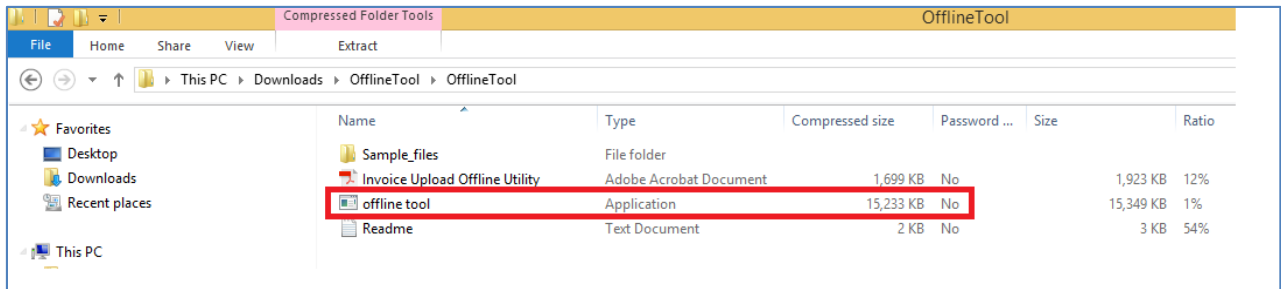 Compressed Folder Tools OfflineTool
File Home Share View Extract
This PC Downloads OfflineTool OfflineTool
Name Type Compressed size Password ... Size Ratio
Favorites
Desktop Sample_files File folder
Downloads Invoice Upload Offline Utility Adobe Acrobat Document 1,699 KB No 1,923 KB 12%
Recent places offline tool Application 15,233 KB No 15,349 KB 1%
Readme Text Document 2 KB No 3 KB 54%
This PC